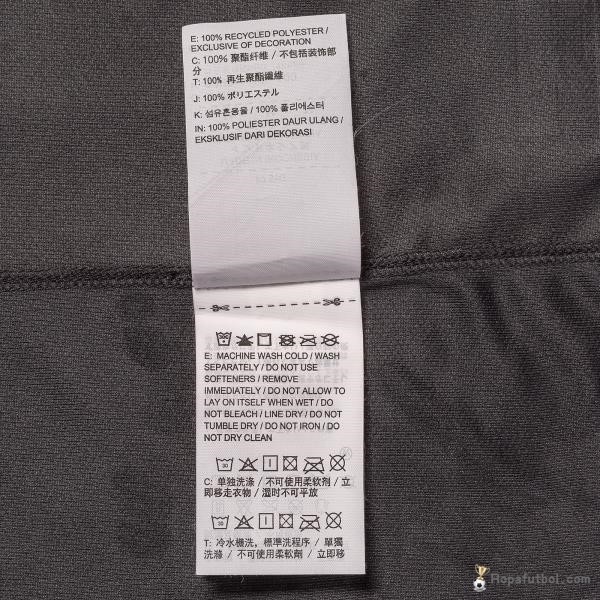 E: 100% RECYCLED POLYESTER /
EXCLUSIVE OF DECORATION
C: 100% 聚酯纤维 / 不包括装饰部
分
T: 100% 再生聚酯纖維
J: 100% ポリエステル
K: 섬유혼용율 / 100% 폴리에스터
IN: 100% POLIESTER DAUR ULANG /
EKSKLUSIF DARI DEKORASI
E: MACHINE WASH COLD / WASH
SEPARATELY / DO NOT USE
SOFTENERS / REMOVE
IMMEDIATELY / DO NOT ALLOW TO
LAY ON ITSELF WHEN WET / DO
NOT BLEACH / LINE DRY / DO NOT
TUMBLE DRY / DO NOT IRON / DO
NOT DRY CLEAN
C: 单独洗涤 / 不可使用柔软剂 / 立
即移走衣物 / 湿时不可平放
T: 冷水機洗，標準洗程序 / 單獨
洗滌 / 不可使用柔軟劑 / 立即移
Ropafutbol.com